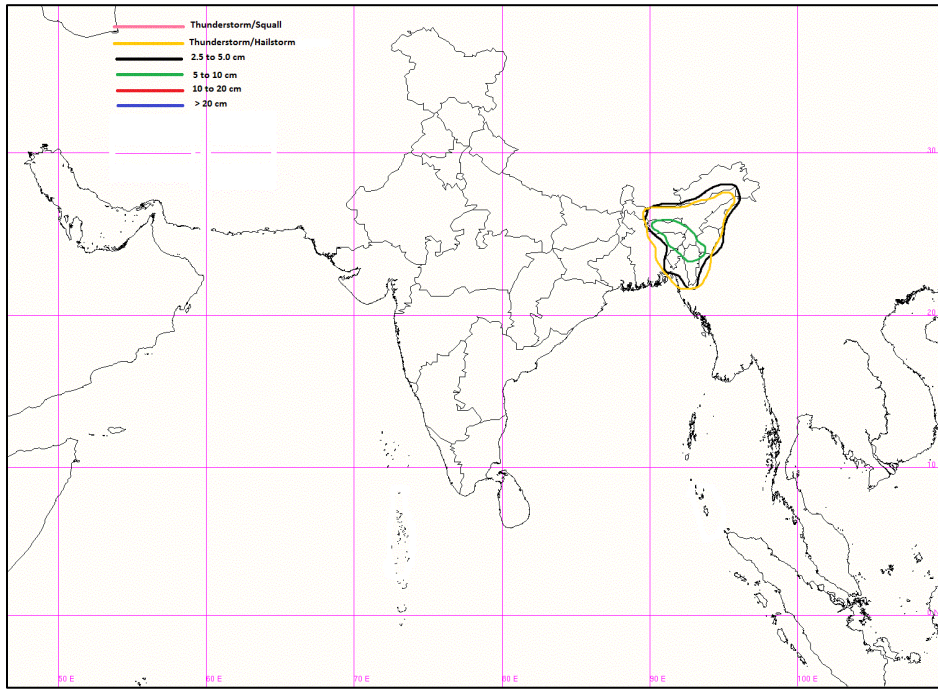 Thunderstorm/Squall
Thunderstorm/Hailstorm
2.5 to 5.0 cm
5 to 10 cm
10 to 20 cm
> 20 cm
30
20
10
50 E
60 E
70 E
80 E
90 E
100 E